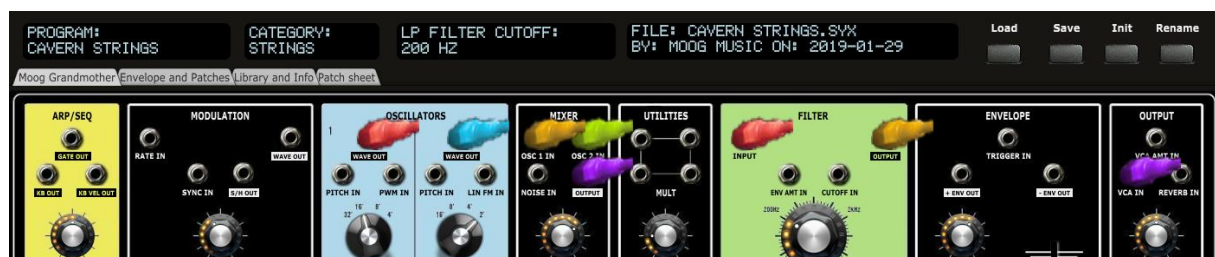 PROGRAM:
CAVERN STRINGS
CATEGORY:
STRINGS
LP FILTER CUTOFF:
200 HZ
FILE: CAVERN STRINGS.SYX
BY: MOOG MUSIC ON: 2019-01-29
Load Save Init Rename
Moog Grandmother Envelope and Patches Library and Info Patch sheet
ARP/SEQ
GATE OUT
KB OUT KB VEL OUT
MODULATION
RATE IN WAVE OUT
SYNC IN S/H OUT
OSCILLATORS
1
WAVE OUT WAVE OUT
PITCH IN PWM IN PITCH IN LIN FM IN
16' 8' 8' 4'
32' 4' 16' 2'
MIXER
OSC 1 IN OSC 2 IN
NOISE IN OUTPUT
UTILITIES
MULT
FILTER
INPUT OUTPUT
ENV AMT IN CUTOFF IN
200Hz 2kHz
ENVELOPE
TRIGGER IN
+ ENV OUT - ENV OUT
OUTPUT
VCA AMT IN
VCA IN REVERB IN